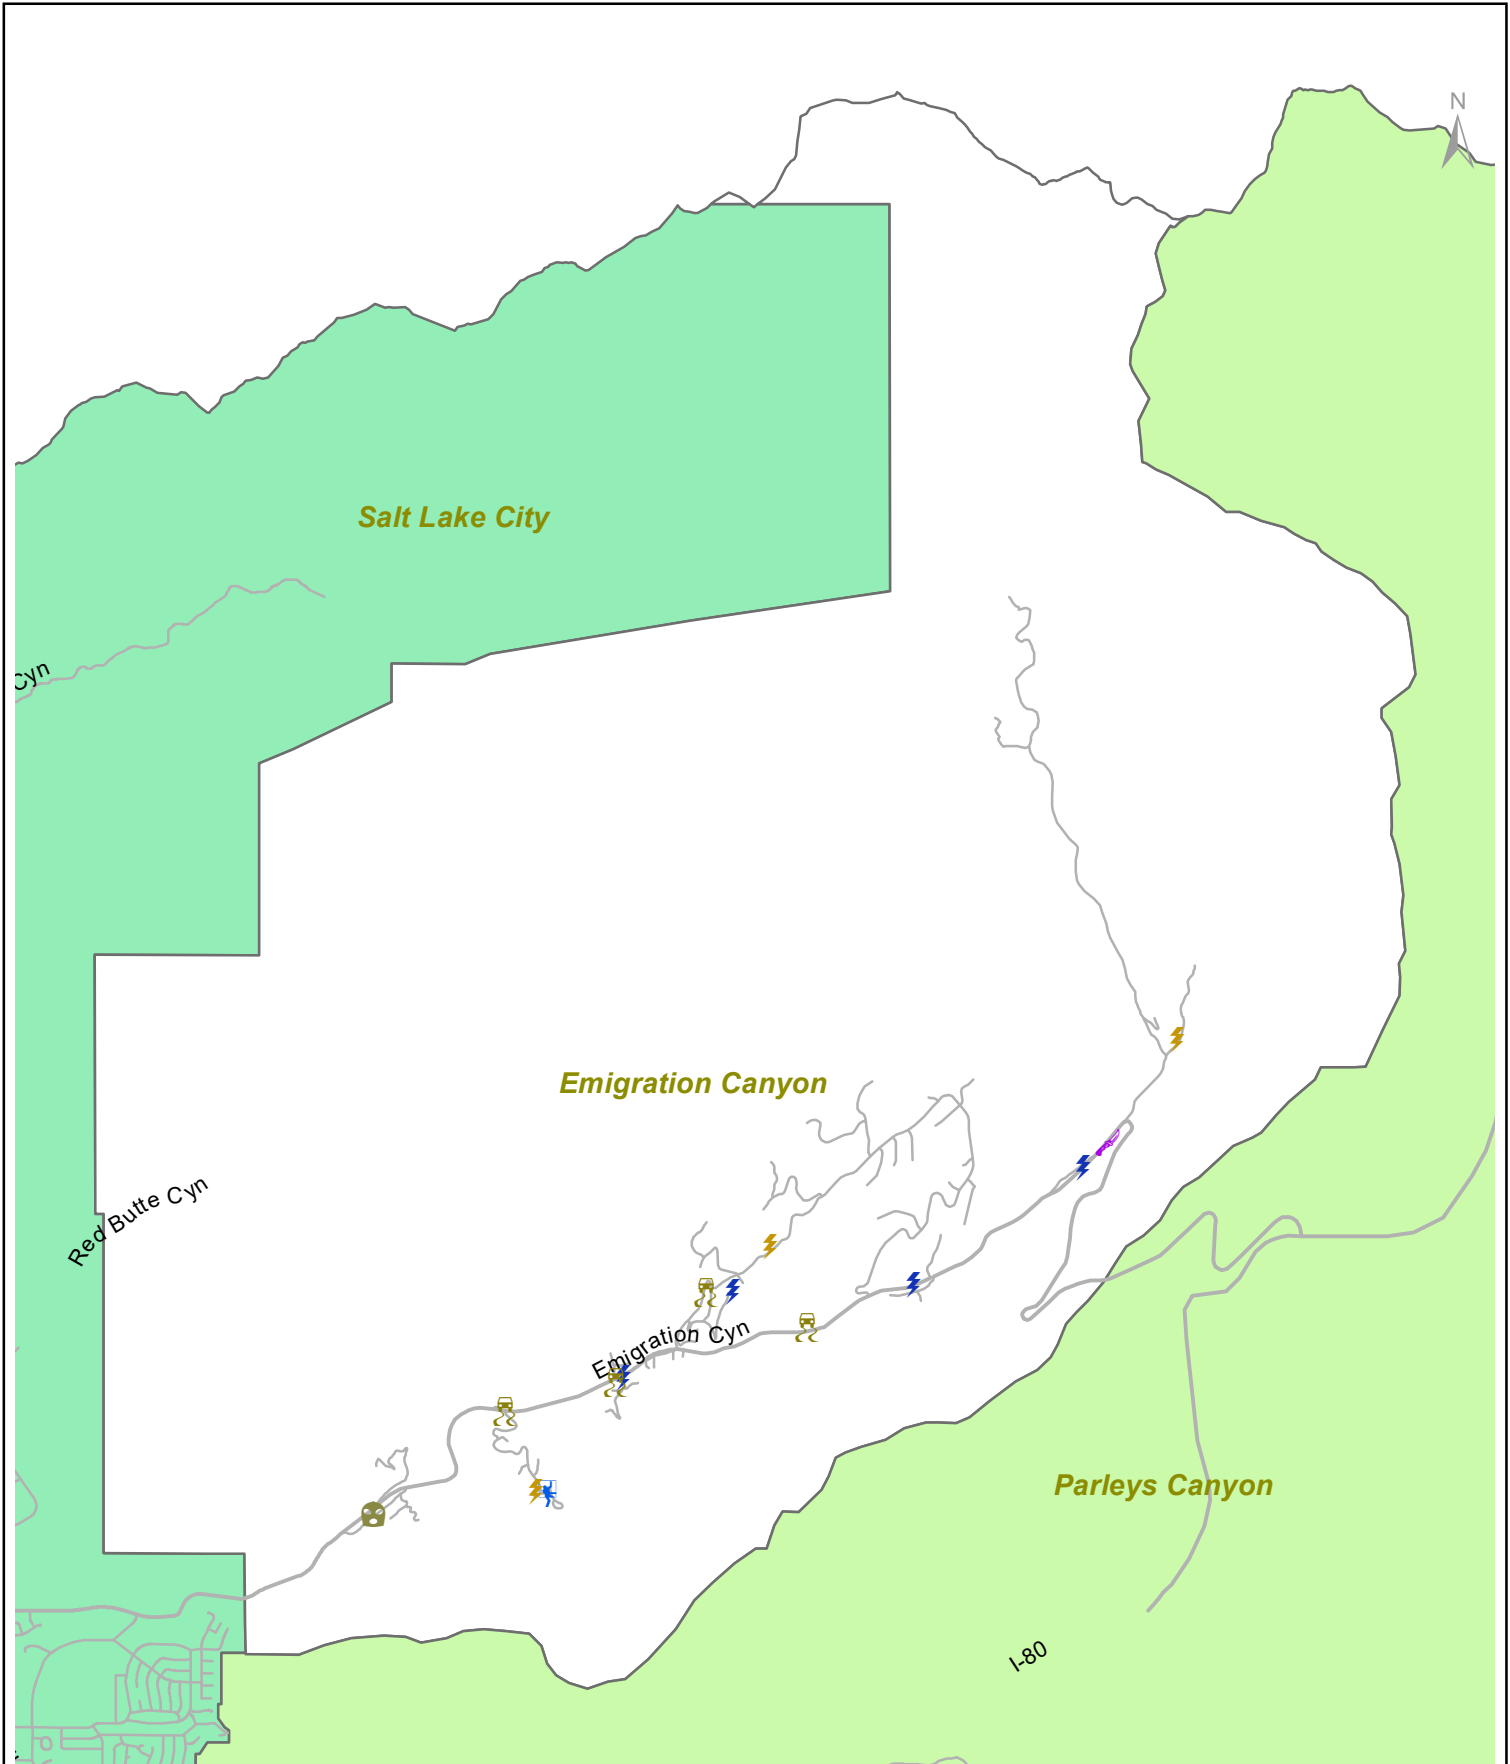 N
Salt Lake City
Cyn
Emigration Canyon
Red Butte Cyn
Emigration Cyn
Parleys Canyon
I-80